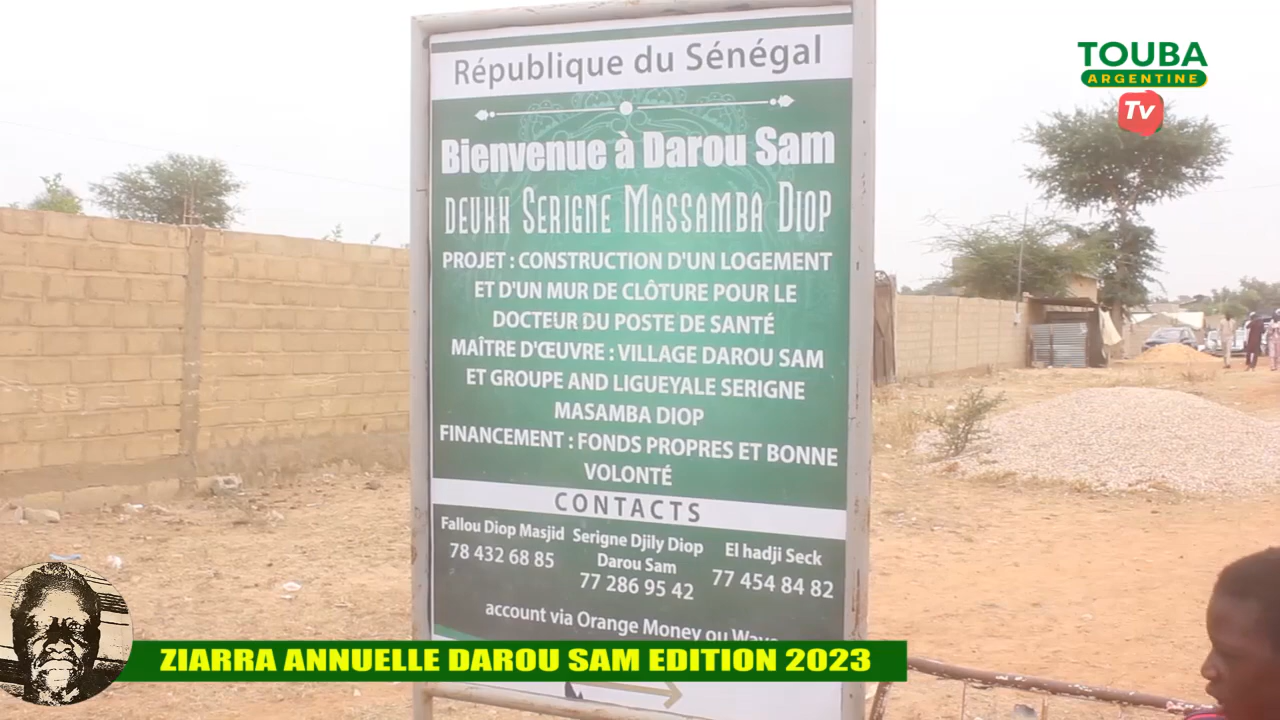 TOUBA
ARGENTINE
Tv
République du Sénégal
Bienvenue à Darou Sam
DEUKK SERIGNE MASSAMBA DIOP
PROJET : CONSTRUCTION D'UN LOGEMENT
ET D'UN MUR DE CLÔTURE POUR LE
DOCTEUR DU POSTE DE SANTÉ
MAÎTRE D'ŒUVRE : VILLAGE DAROU SAM
ET GROUPE AND LIGUEYALE SERIGNE
MASAMBA DIOP
FINANCEMENT : FONDS PROPRES ET BONNE
VOLONTÉ
CONTACTS
Fallou Diop Masjid
78 432 68 85
Serigne Djily Diop
Darou Sam
77 286 95 42
El hadji Seck
77 454 84 82
account via Orange Money ou Wave
ZIARRA ANNUELLE DAROU SAM EDITION 2023